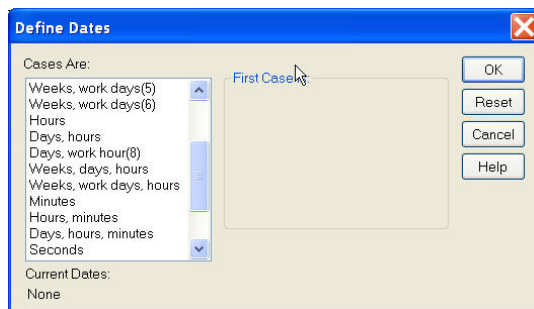 Define Dates
Cases Are:
Weeks, work days(5)
Weeks, work days(6)
Hours
Days, hours
Days, work hour(8)
Weeks, days, hours
Weeks, work days, hours
Minutes
Hours, minutes
Days, hours, minutes
Seconds
First Case Is:
OK
Reset
Cancel
Help
Current Dates:
None